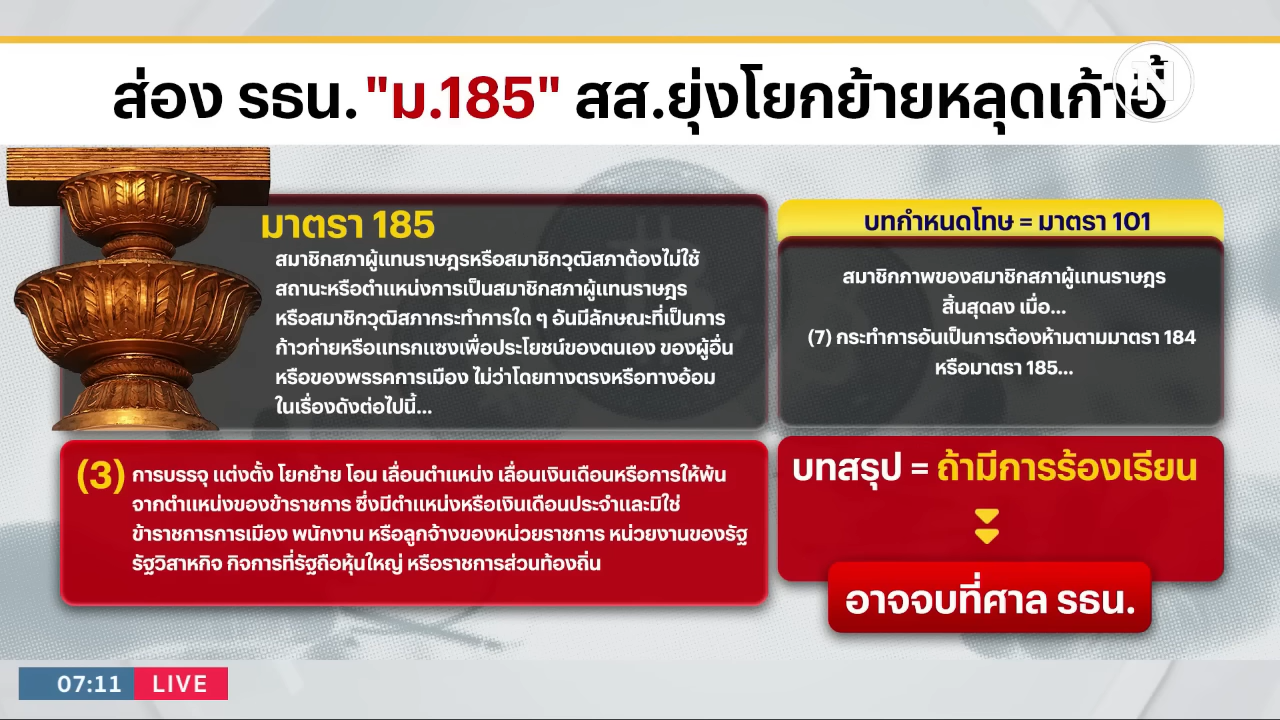 ส่อง รธน. "ม.185" สส.ยุ่งโยกย้ายหลุดเก้าอี้
N
มาตรา 185
สมาชิกสภาผู้แทนราษฎรหรือสมาชิกวุฒิสภาต้องไม่ใช้
สถานะหรือตำแหน่งการเป็นสมาชิกสภาผู้แทนราษฎร
หรือสมาชิกวุฒิสภากระทำการใด ๆ อันมีลักษณะที่เป็นการ
ก้าวก่ายหรือแทรกแซงเพื่อประโยชน์ของตนเอง ของผู้อื่น
หรือของพรรคการเมือง ไม่ว่าโดยทางตรงหรือทางอ้อม
ในเรื่องดังต่อไปนี้...
(3) การบรรจุ แต่งตั้ง โยกย้าย โอน เลื่อนตำแหน่ง เลื่อนเงินเดือนหรือการให้พ้น
จากตำแหน่งของข้าราชการ ซึ่งมีตำแหน่งหรือเงินเดือนประจำและมิใช่
ข้าราชการการเมือง พนักงาน หรือลูกจ้างของหน่วยราชการ หน่วยงานของรัฐ
รัฐวิสาหกิจ กิจการที่รัฐถือหุ้นใหญ่ หรือราชการส่วนท้องถิ่น
บทกำหนดโทษ = มาตรา 101
สมาชิกภาพของสมาชิกสภาผู้แทนราษฎร
สิ้นสุดลง เมื่อ...
(7) กระทำการอันเป็นการต้องห้ามตามมาตรา 184
หรือมาตรา 185...
บทสรุป = ถ้ามีการร้องเรียน
อาจจบที่ศาล รธน.
07:11 LIVE